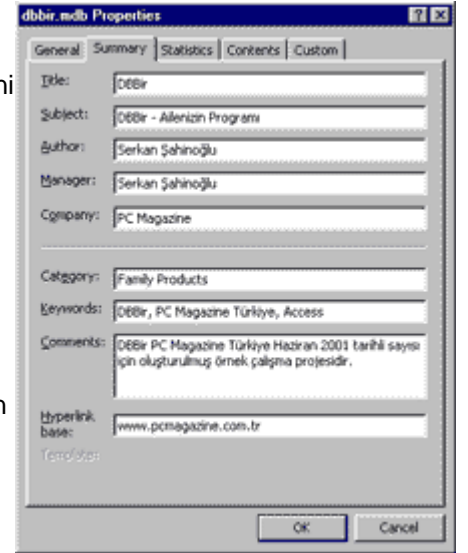 dbbir.mdb Properties
General Summary Statistics Contents Custom
ni
Title: DBBir
Subject: DBBir - Ailenizin Programı
Author: Serkan Şahinoğlu
Manager: Serkan Şahinoğlu
Company: PC Magazine
Category: Family Products
Keywords: DBBir, PC Magazine Türkiye, Access
Comments: DBBir PC Magazine Türkiye Haziran 2001 tarihli sayısı
için oluşturulmuş örnek çalışma projesidir.
n
Hyperlink
base: www.pcmagazine.com.tr
Template:
OK Cancel